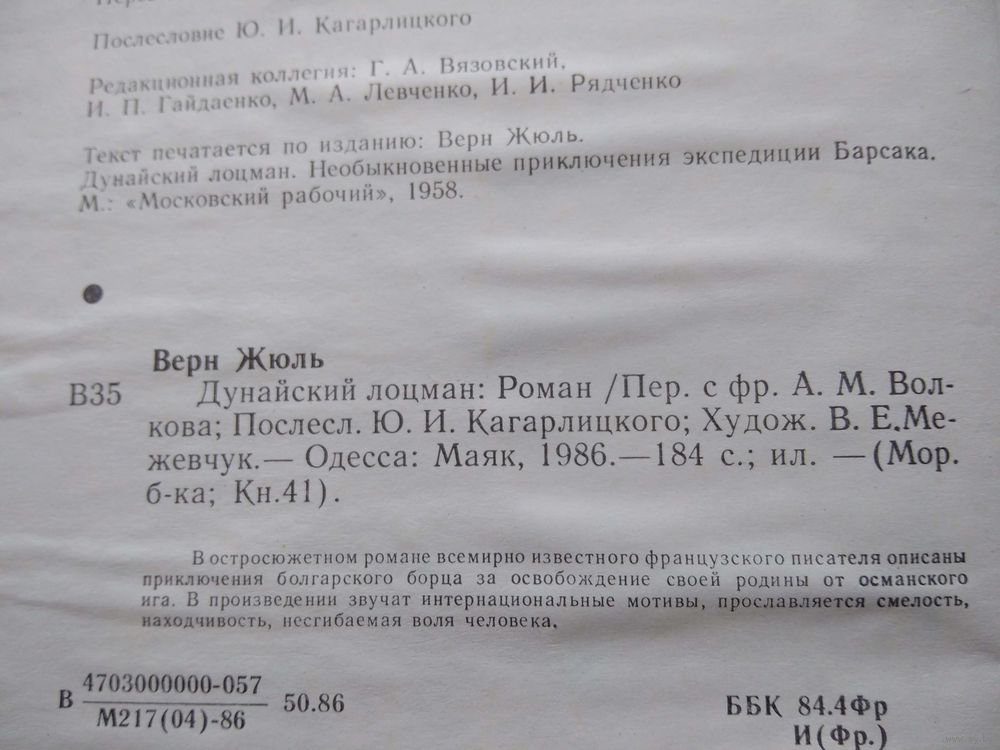 Послесловие Ю. И. Кагарлицкого
Редакционная коллегия: Г. А. Вязовский,
И. П. Гайдаенко, М. А. Левченко, И. И. Рядченко
Текст печатается по изданию: Верн Жюль.
Дунайский лоцман. Необыкновенные приключения экспедиции Барсака.
М.: «Московский рабочий», 1958.
Верн Жюль
В35 Дунайский лоцман: Роман /Пер. с фр. А. М. Вол-
кова; Послесл. Ю. И. Кагарлицкого; Худож. В. Е.Ме-
жевчук.— Одесса: Маяк, 1986.—184 с.; ил. —(Мор.
б-ка; Кн.41).
В остросюжетном романе всемирно известного французского писателя описаны
приключения болгарского борца за освобождение своей родины от османского
ига. В произведении звучат интернациональные мотивы, прославляется смелость,
находчивость, несгибаемая воля человека.
4703000000-057
В 50.86
М217(04)-86
ББК 84.4Фр
И(Фр.)